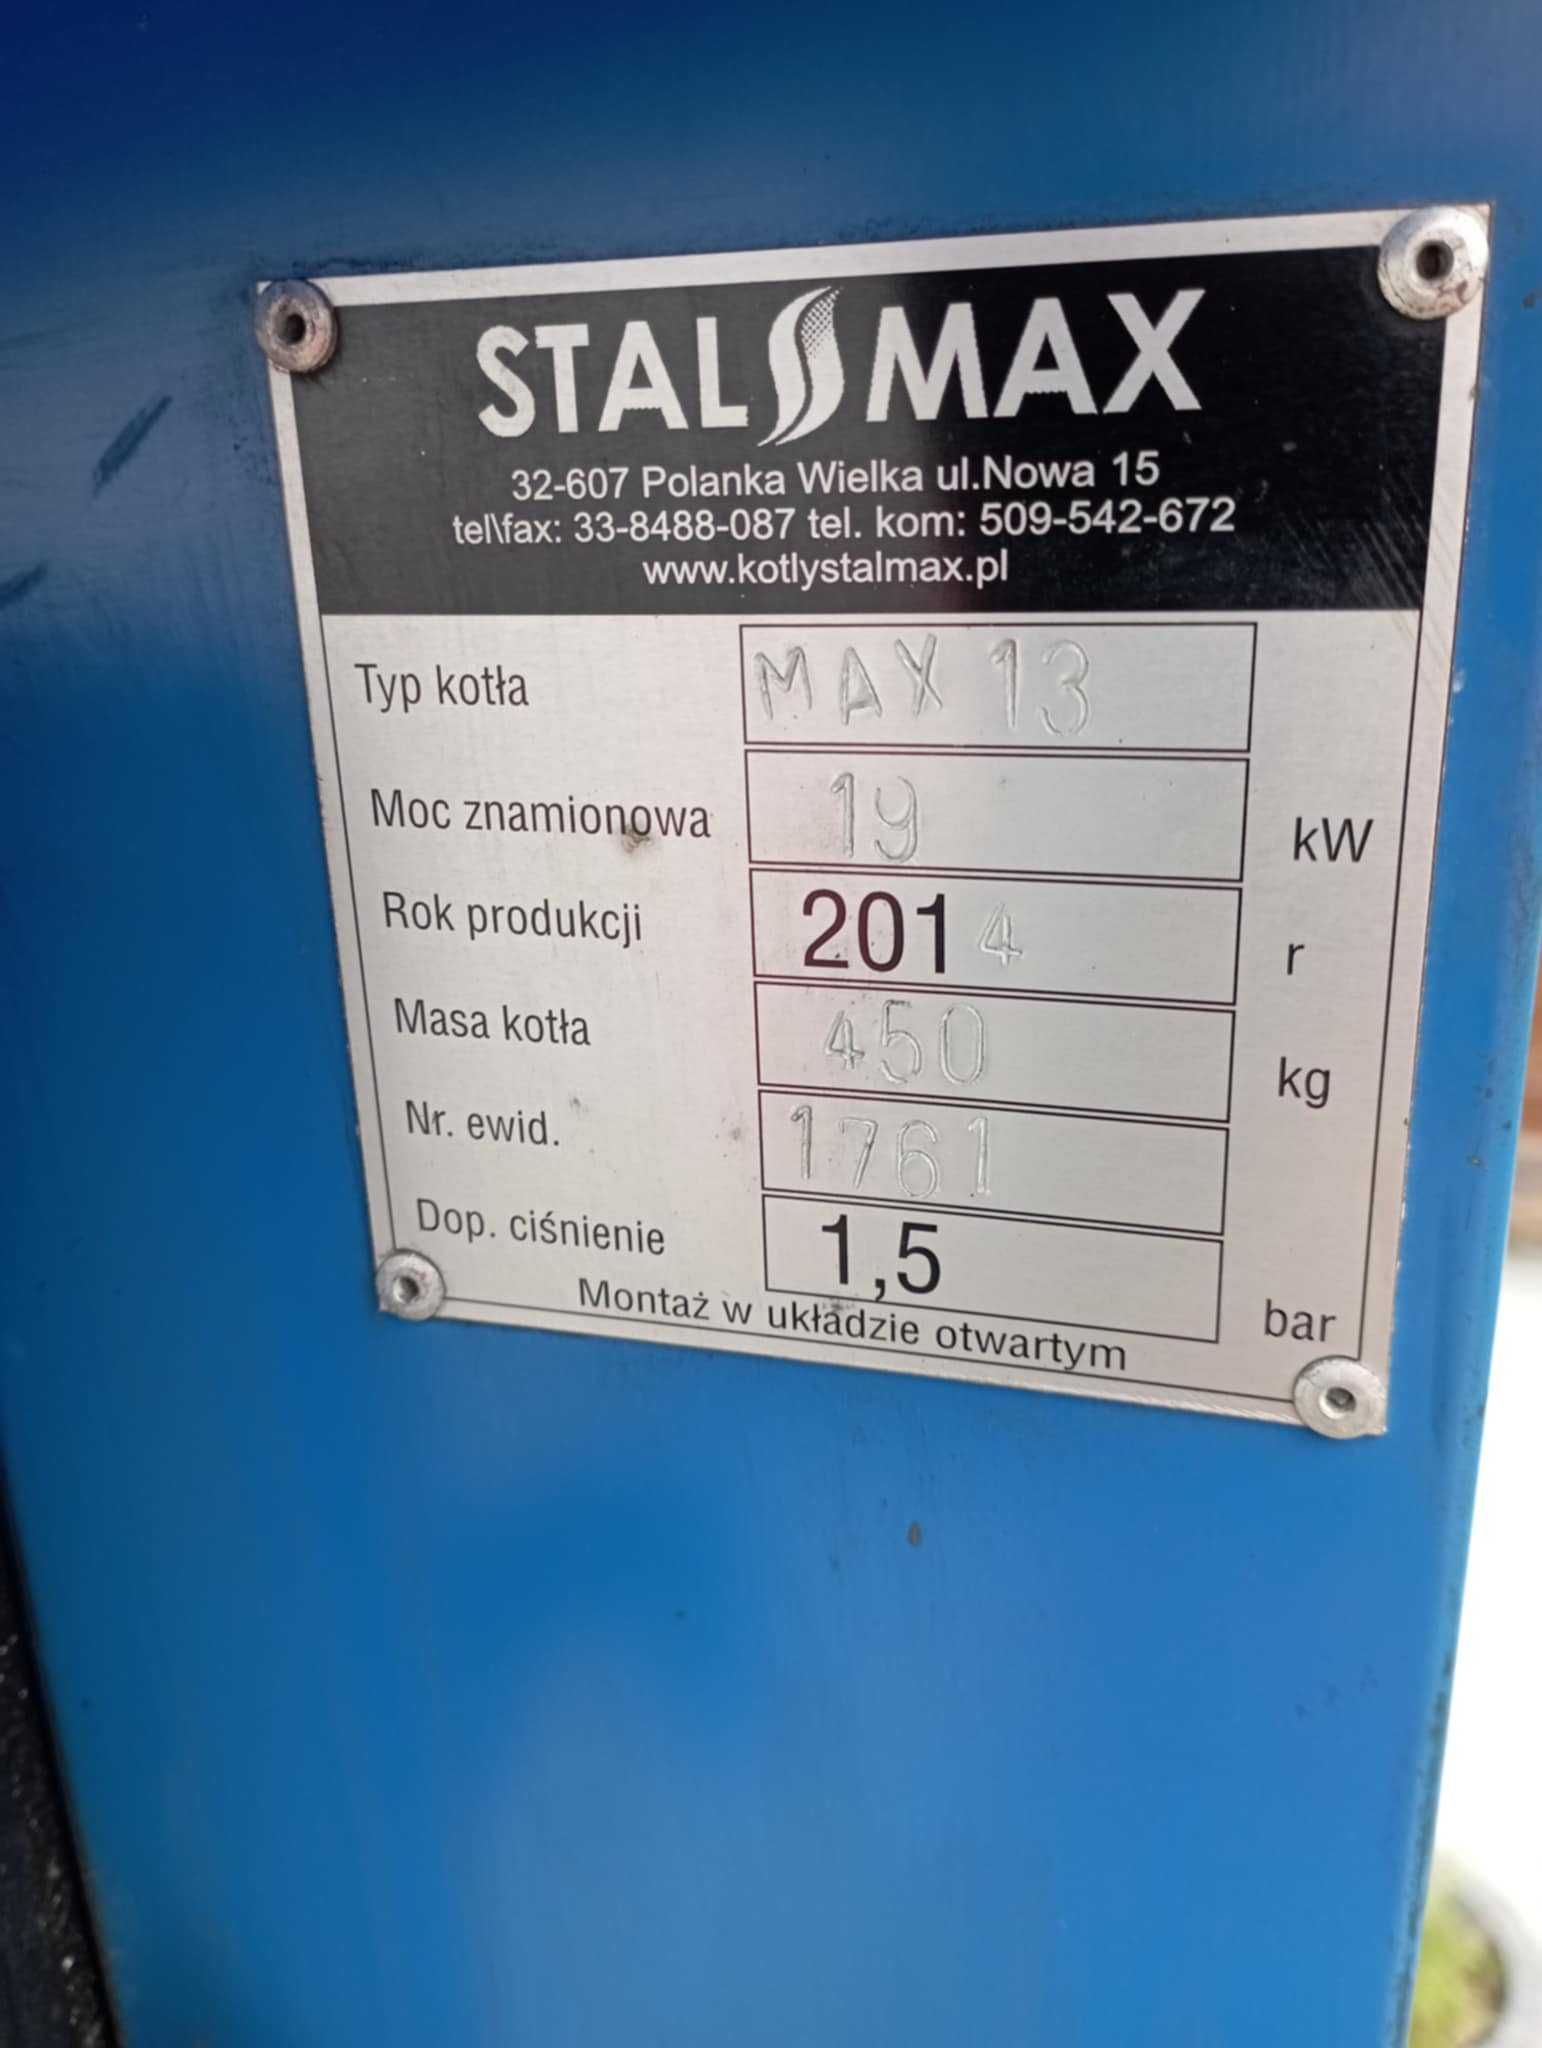 STAL MAX
32-607 Polanka Wielka ul.Nowa 15
tel\fax: 33-8488-087 tel. kom: 509-542-672
www.kotlystalmax.pl
Typ kotła MAX 13
Moc znamionowa 19 kW
Rok produkcji 2014 r
Masa kotła 450 kg
Nr. ewid. 1761
Dop. ciśnienie 1,5 bar
Montaż w układzie otwartym